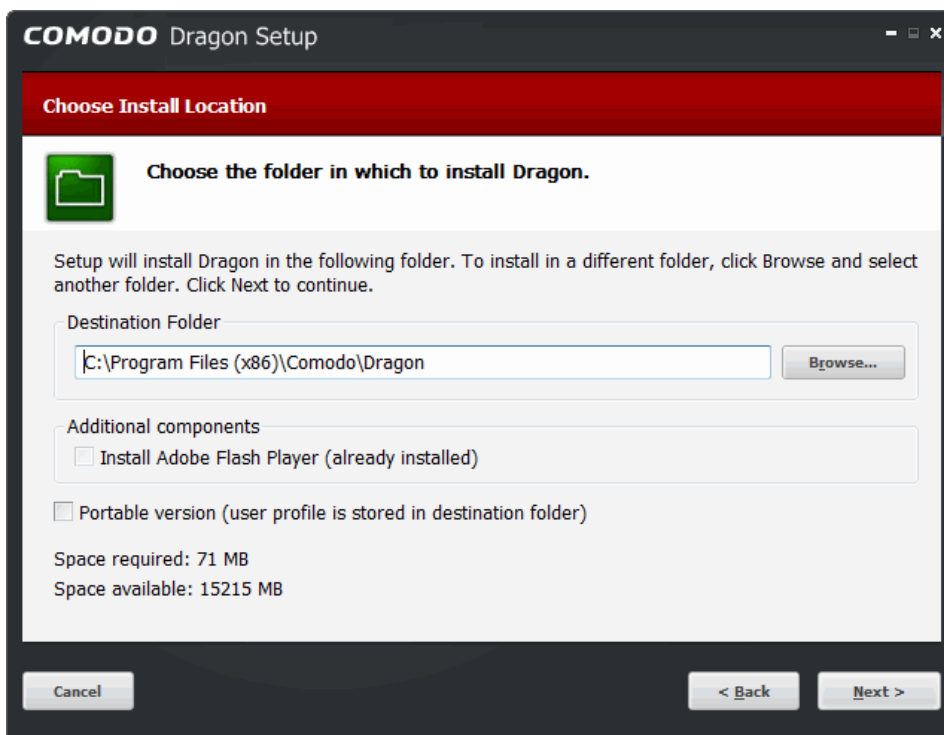 COMODO Dragon Setup
Choose Install Location
Choose the folder in which to install Dragon.
Setup will install Dragon in the following folder. To install in a different folder, click Browse and select
another folder. Click Next to continue.
Destination Folder
C:\Program Files (x86)\Comodo\Dragon
Browse...
Additional components
Install Adobe Flash Player (already installed)
Portable version (user profile is stored in destination folder)
Space required: 71 MB
Space available: 15215 MB
Cancel
< Back
Next >